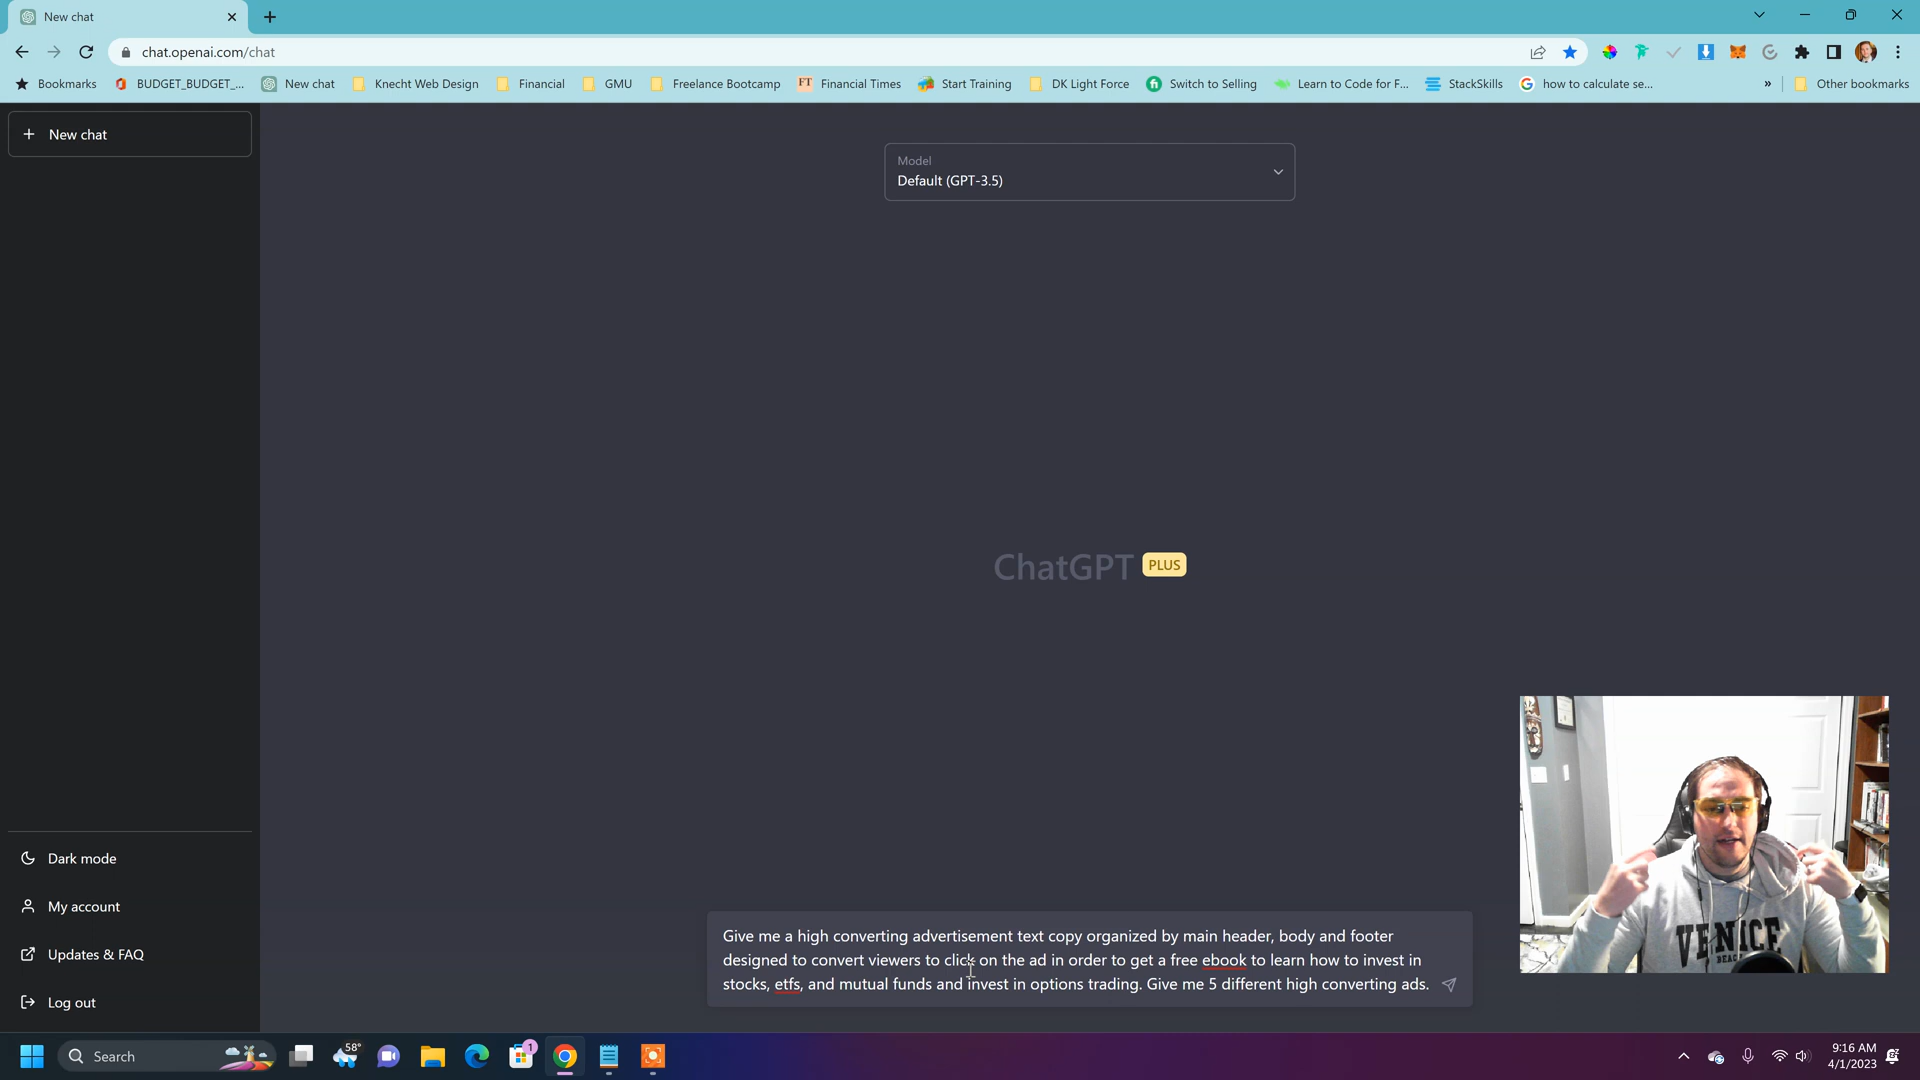 New chat
chat.openai.com/chat
Bookmarks
BUDGET_BUDGET_...
New chat
Knecht Web Design
Financial
GMU
Freelance Bootcamp
FT
Financial Times
Start Training
DK Light Force
Switch to Selling
Learn to Code for F...
StackSkills
how to calculate se...
»
Other bookmarks
New chat
Model
Default (GPT-3.5)
ChatGPT PLUS
Dark mode
My account
Updates & FAQ
Log out
Give me a high converting advertisement text copy organized by main header, body and footer
designed to convert viewers to click on the ad in order to get a free ebook to learn how to invest in
stocks, etfs, and mutual funds and invest in options trading. Give me 5 different high converting ads.
VENICE
BEAC
Search
58°
1
9:16 AM
4/1/2023